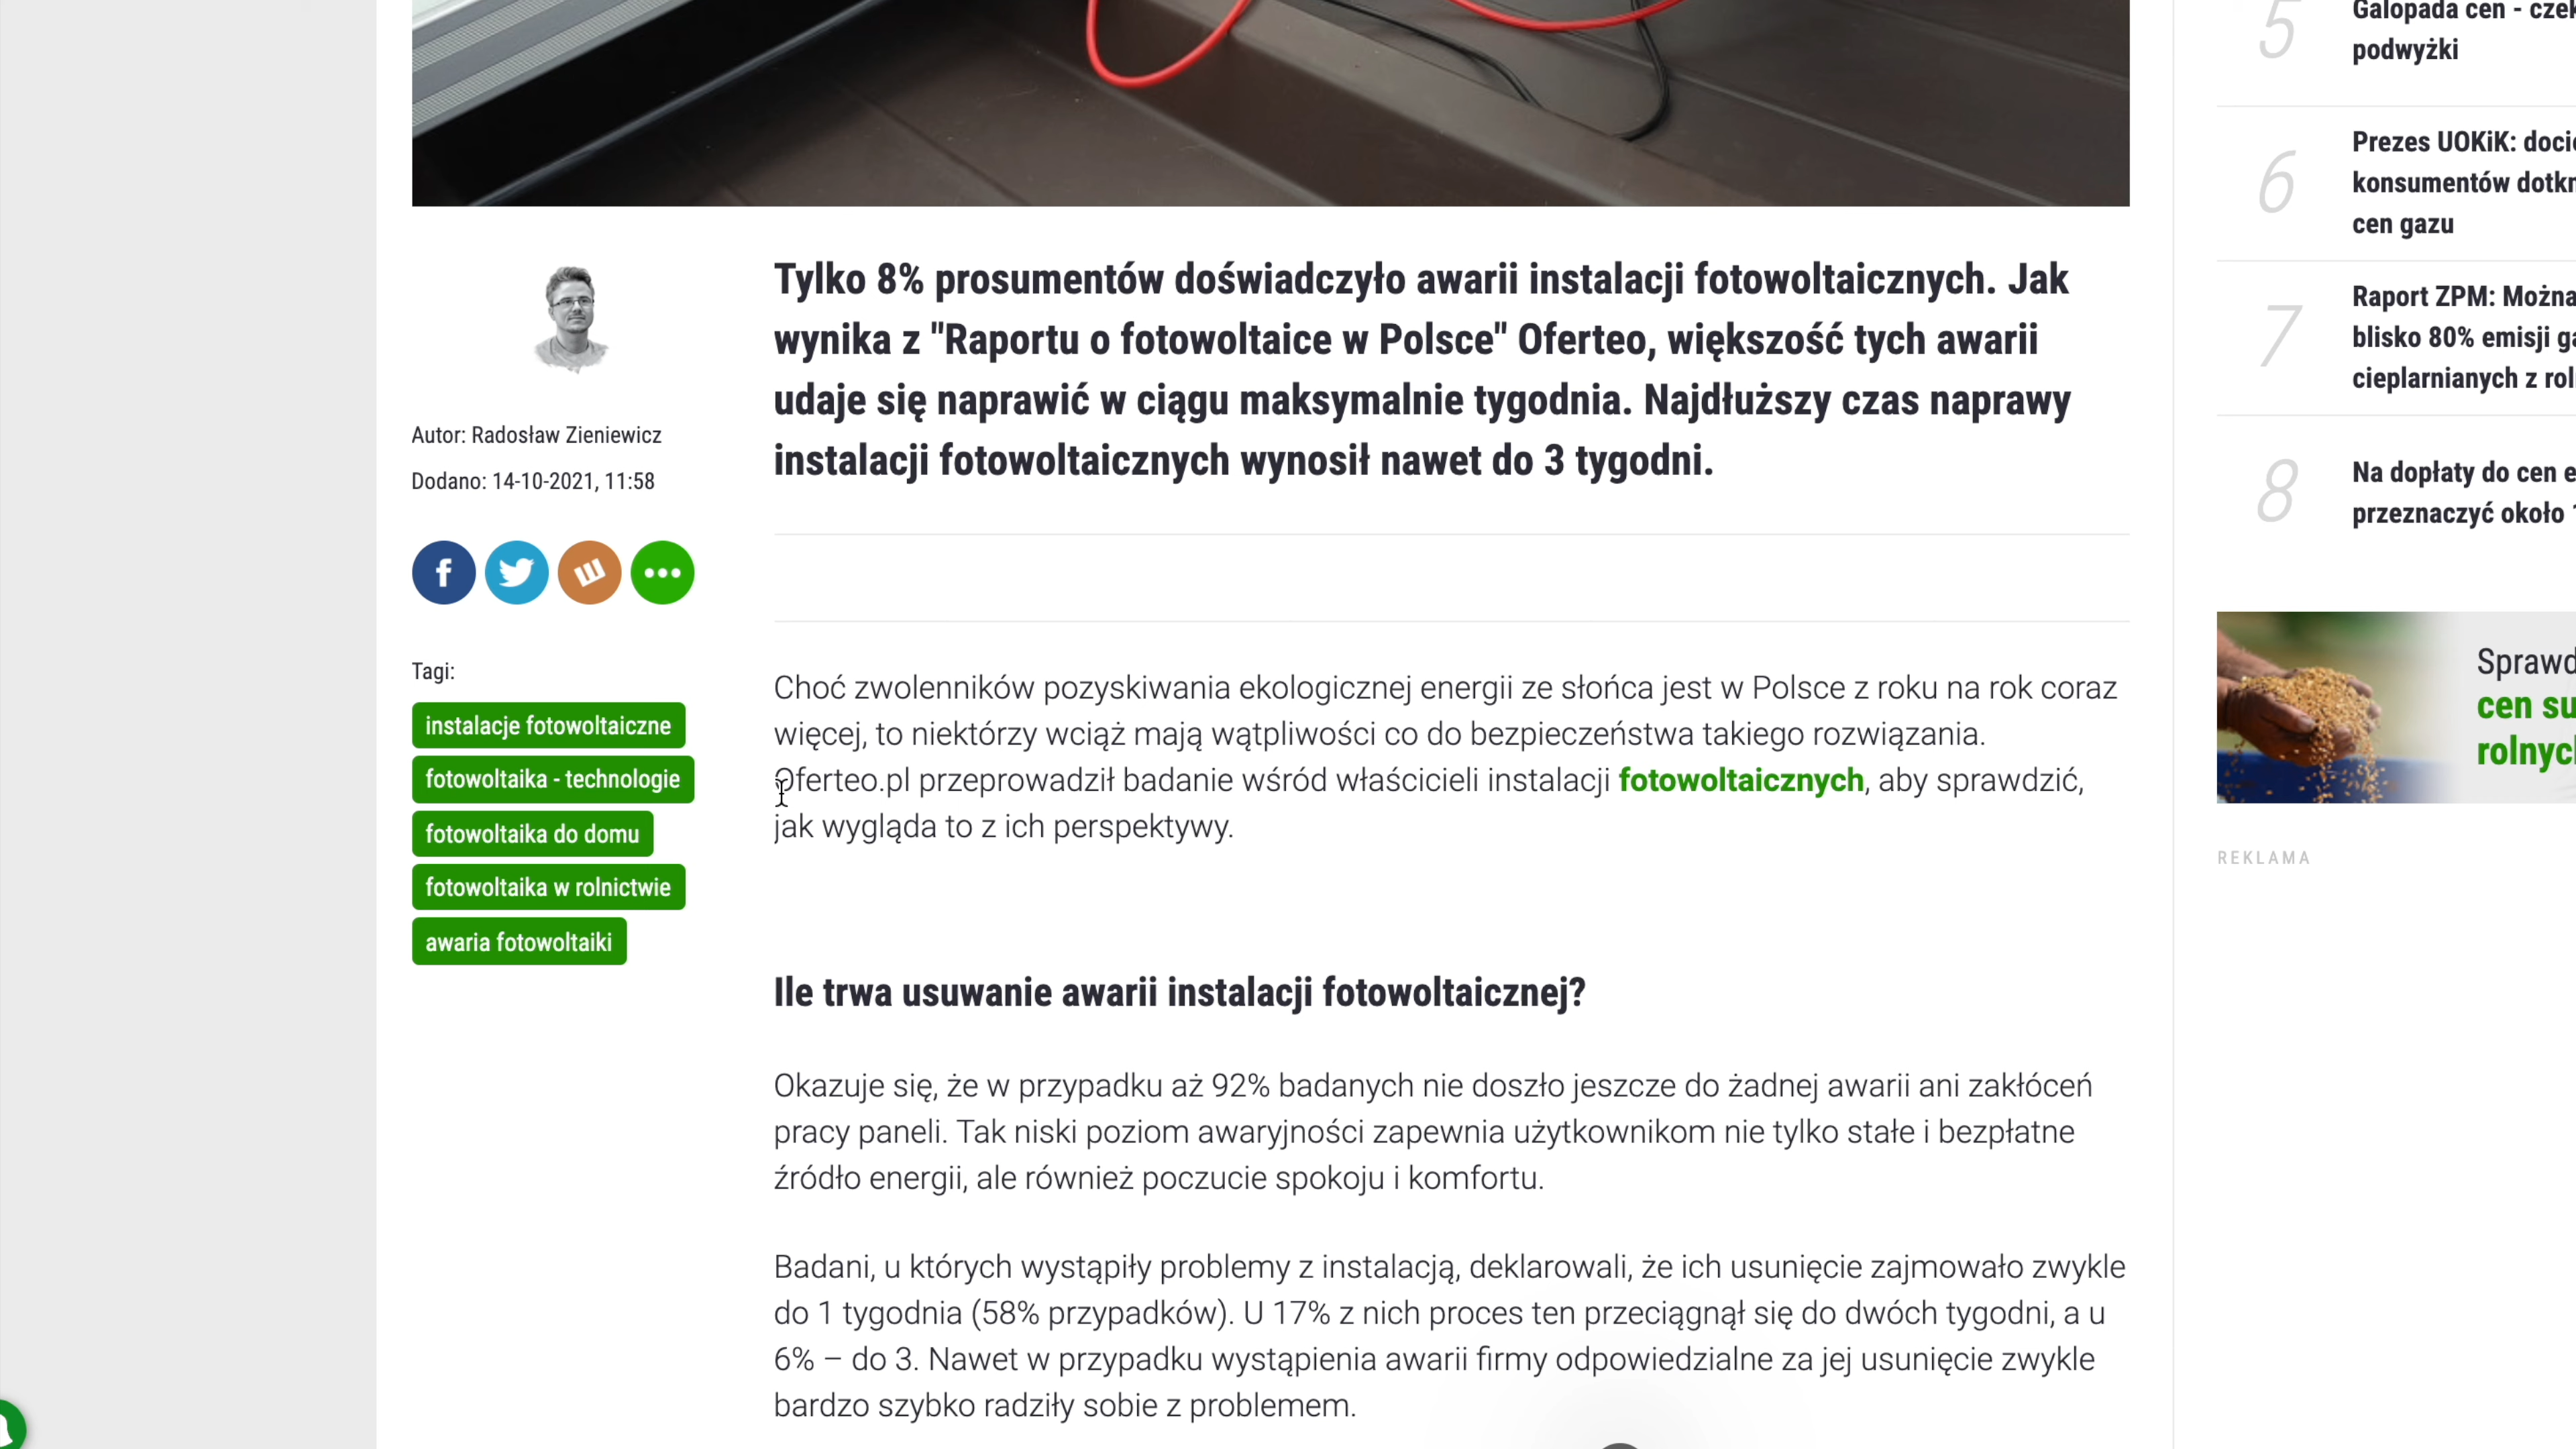 Tylko 8% prosumentów doświadczyło awarii instalacji fotowoltaicznych. Jak
wynika z "Raportu o fotowoltaice w Polsce" Oferteo, większość tych awarii
udaje się naprawić w ciągu maksymalnie tygodnia. Najdłuższy czas naprawy
instalacji fotowoltaicznych wynosił nawet do 3 tygodni.
Autor: Radosław Zieniewicz
Dodano: 14-10-2021, 11:58
Tagi:
instalacje fotowoltaiczne
fotowoltaika - technologie
fotowoltaika do domu
fotowoltaika w rolnictwie
awaria fotowoltaiki
Choć zwolenników pozyskiwania ekologicznej energii ze słońca jest w Polsce z roku na rok coraz
więcej, to niektórzy wciąż mają wątpliwości co do bezpieczeństwa takiego rozwiązania.
Oferteo.pl przeprowadził badanie wśród właścicieli instalacji fotowoltaicznych, aby sprawdzić,
jak wygląda to z ich perspektywy.
Ile trwa usuwanie awarii instalacji fotowoltaicznej?
Okazuje się, że w przypadku aż 92% badanych nie doszło jeszcze do żadnej awarii ani zakłóceń
pracy paneli. Tak niski poziom awaryjności zapewnia użytkownikom nie tylko stałe i bezpłatne
źródło energii, ale również poczucie spokoju i komfortu.
Badani, u których wystąpiły problemy z instalacją, deklarowali, że ich usunięcie zajmowało zwykle
do 1 tygodnia (58% przypadków). U 17% z nich proces ten przeciągnął się do dwóch tygodni, a u
6% – do 3. Nawet w przypadku wystąpienia awarii firmy odpowiedzialne za jej usunięcie zwykle
bardzo szybko radziły sobie z problemem.
5
Galopada cen -
podwyżki
6
Prezes UOKiK:
konsumentów
cen gazu
7
Raport ZPM: Można
blisko 80% emisji
cieplarnianych z
8
Na dopłaty do cen
przeznaczyć około
cen
REKLAMA